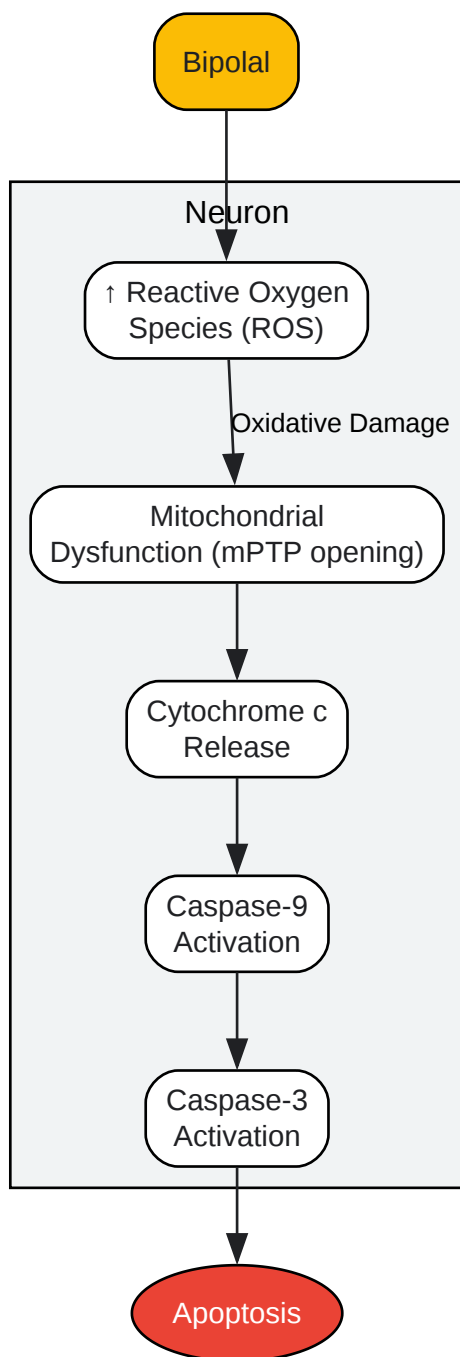 Bipolal
Neuron
↑ Reactive Oxygen
Species (ROS)
Oxidative Damage
Mitochondrial
Dysfunction (mPTP opening)
Cytochrome c
Release
Caspase-9
Activation
Caspase-3
Activation
Apoptosis